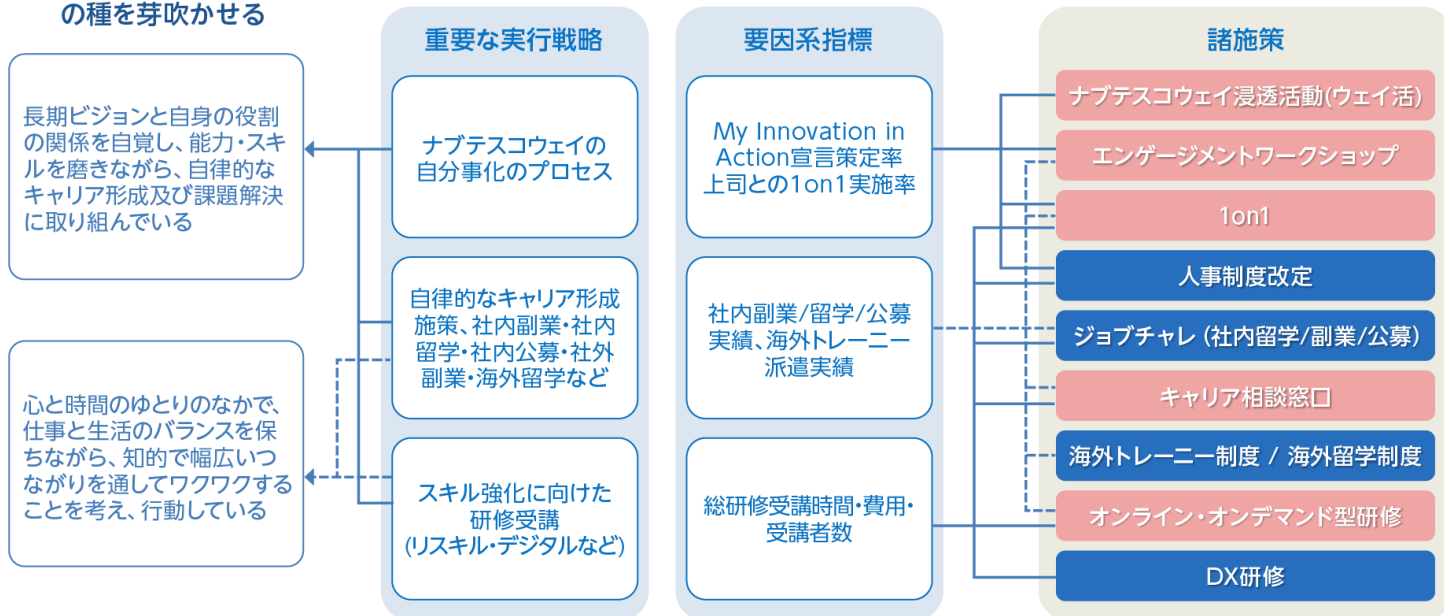 の種を芽吹かせる
長期ビジョンと自身の役割
の関係を自覚し、能力・ス
キルを磨きながら、自律的な
キャリア形成及び課題解決
に取り組んでいる
心と時間のゆとりのなかで、
仕事と生活のバランスを保
ちながら、知的で幅広いつ
ながりを通してワクワクする
ことを考え、行動している
重要な実行戦略
ナブテスコウェイの
自分事化のプロセス
自律的なキャリア形成
施策、社内副業・社内
留学・社内公募・社外
副業・海外留学など
スキル強化に向けた
研修受講
(リスキル・デジタルなど)
要因系指標
My Innovation in
Action宣言策定率
上司との1on1実施率
社内副業/留学/公募
実績、海外トレーニー
派遣実績
総研修受講時間・費用・
受講者数
諸施策
ナブテスコウェイ浸透活動(ウェイ活)
エンゲージメントワークショップ
1on1
人事制度改定
ジョブチャレ (社内留学/副業/公募)
キャリア相談窓口
海外トレーニー制度 / 海外留学制度
オンライン・オンデマンド型研修
DX研修